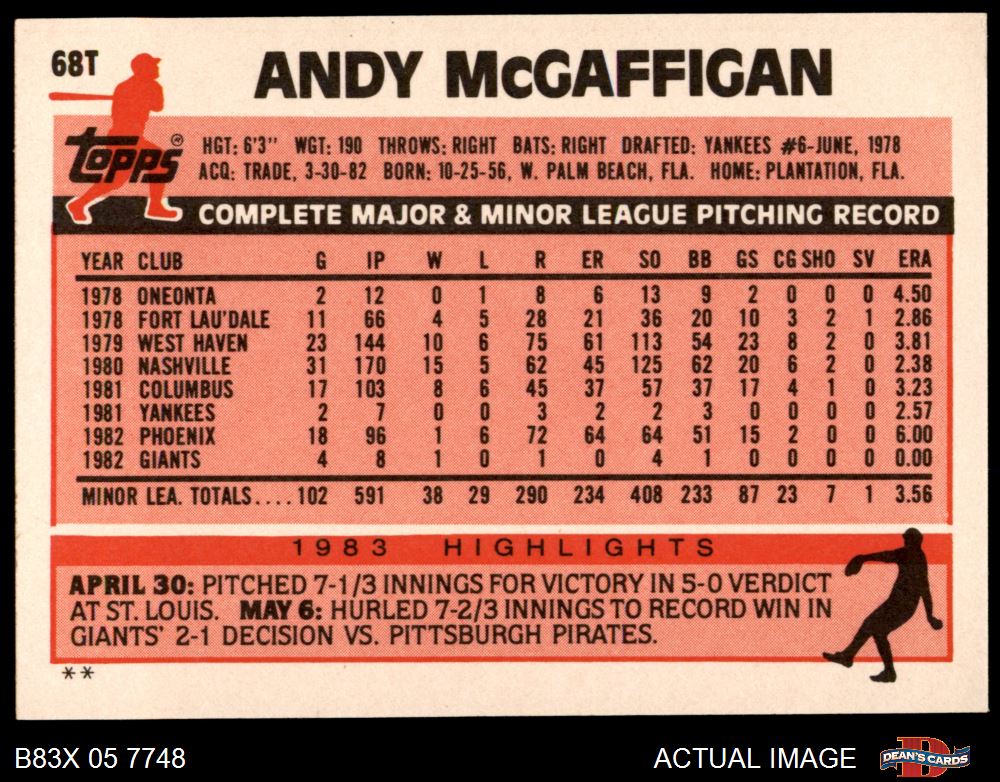 68T
ANDY McGAFFIGAN
Topps ®
HGT: 6'3" WGT: 190 THROWS: RIGHT BATS: RIGHT DRAFTED: YANKEES #6-JUNE, 1978
ACQ: TRADE, 3-30-82 BORN: 10-25-56, W. PALM BEACH, FLA. HOME: PLANTATION, FLA.
COMPLETE MAJOR & MINOR LEAGUE PITCHING RECORD
YEAR CLUB G IP W L R ER SO BB GS CG SHO SV ERA
1978 ONEONTA 2 12 0 1 8 6 13 9 2 0 0 0 4.50
1978 FORT LAU'DALE 11 66 4 5 28 21 36 20 10 3 2 1 2.86
1979 WEST HAVEN 23 144 10 6 75 61 113 54 23 8 2 0 3.81
1980 NASHVILLE 31 170 15 5 62 45 125 62 20 6 2 0 2.38
1981 COLUMBUS 17 103 8 6 45 37 57 37 17 4 1 0 3.23
1981 YANKEES 2 7 0 0 3 2 2 3 0 0 0 0 2.57
1982 PHOENIX 18 96 1 6 72 64 64 51 15 2 0 0 6.00
1982 GIANTS 4 8 1 0 1 0 4 1 0 0 0 0 0.00
MINOR LEA. TOTALS.... 102 591 38 29 290 234 408 233 87 23 7 1 3.56
1983 HIGHLIGHTS
APRIL 30: PITCHED 7-1/3 INNINGS FOR VICTORY IN 5-0 VERDICT
AT ST. LOUIS. MAY 6: HURLED 7-2/3 INNINGS TO RECORD WIN IN
GIANTS' 2-1 DECISION VS. PITTSBURGH PIRATES.
**
B83X 05 7748 ACTUAL IMAGE DEAN'S CARDS